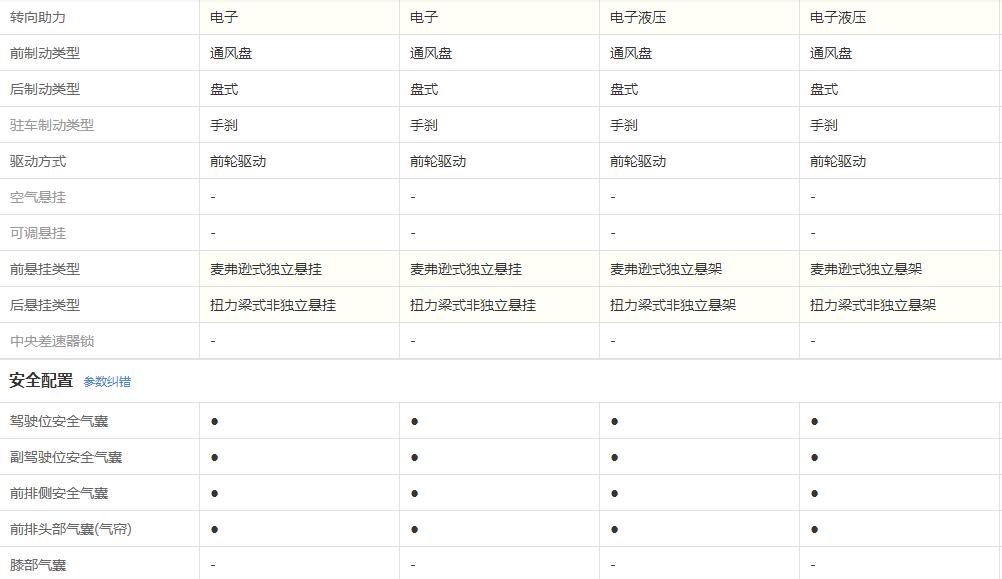 转向助力 电子 电子 电子液压 电子液压
前制动类型 通风盘 通风盘 通风盘 通风盘
后制动类型 盘式 盘式 盘式 盘式
驻车制动类型 手刹 手刹 手刹 手刹
驱动方式 前轮驱动 前轮驱动 前轮驱动 前轮驱动
空气悬挂 - - - -
可调悬挂 - - - -
前悬挂类型 麦弗逊式独立悬挂 麦弗逊式独立悬挂 麦弗逊式独立悬架 麦弗逊式独立悬架
后悬挂类型 扭力梁式非独立悬挂 扭力梁式非独立悬挂 扭力梁式非独立悬架 扭力梁式非独立悬架
中央差速器锁 - - - -
安全配置 参数纠错
驾驶位安全气囊 ● ● ● ●
副驾驶位安全气囊 ● ● ● ●
前排侧安全气囊 ● ● ● ●
前排头部气囊(气帘) ● ● ● ●
膝部气囊 - - - -